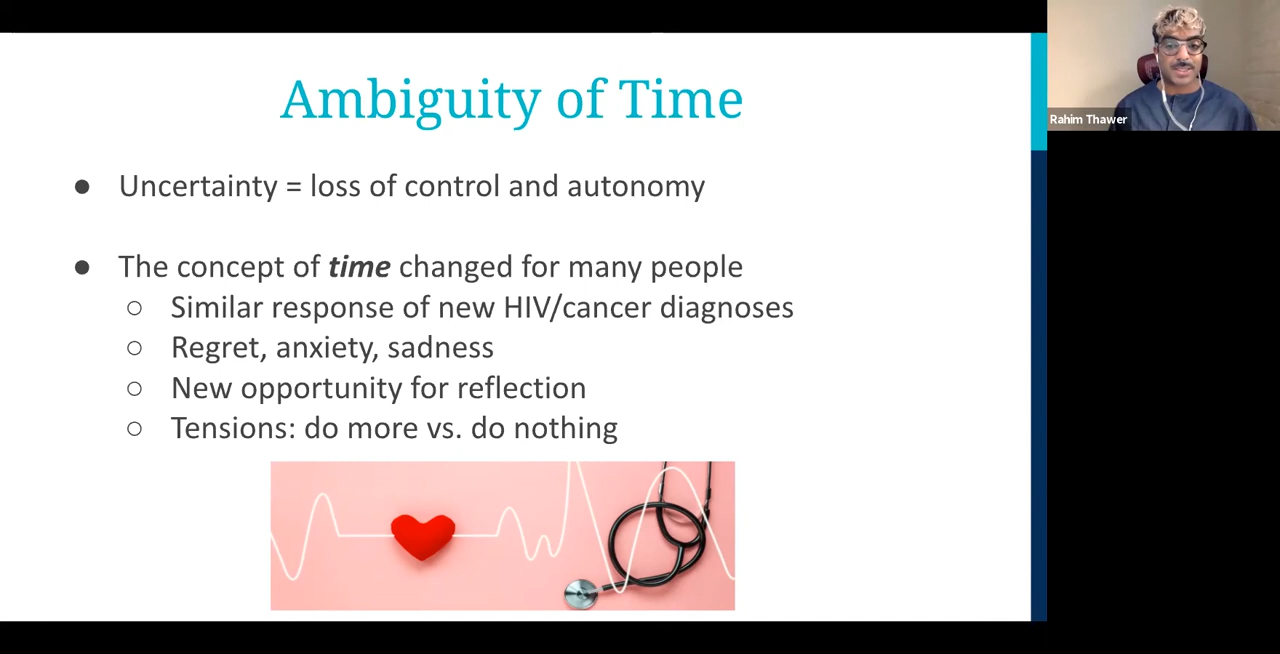 Ambiguity of Time
● Uncertainty = loss of control and autonomy
● The concept of time changed for many people
○ Similar response of new HIV/cancer diagnoses
○ Regret, anxiety, sadness
○ New opportunity for reflection
○ Tensions: do more vs. do nothing
Rahim Thawer